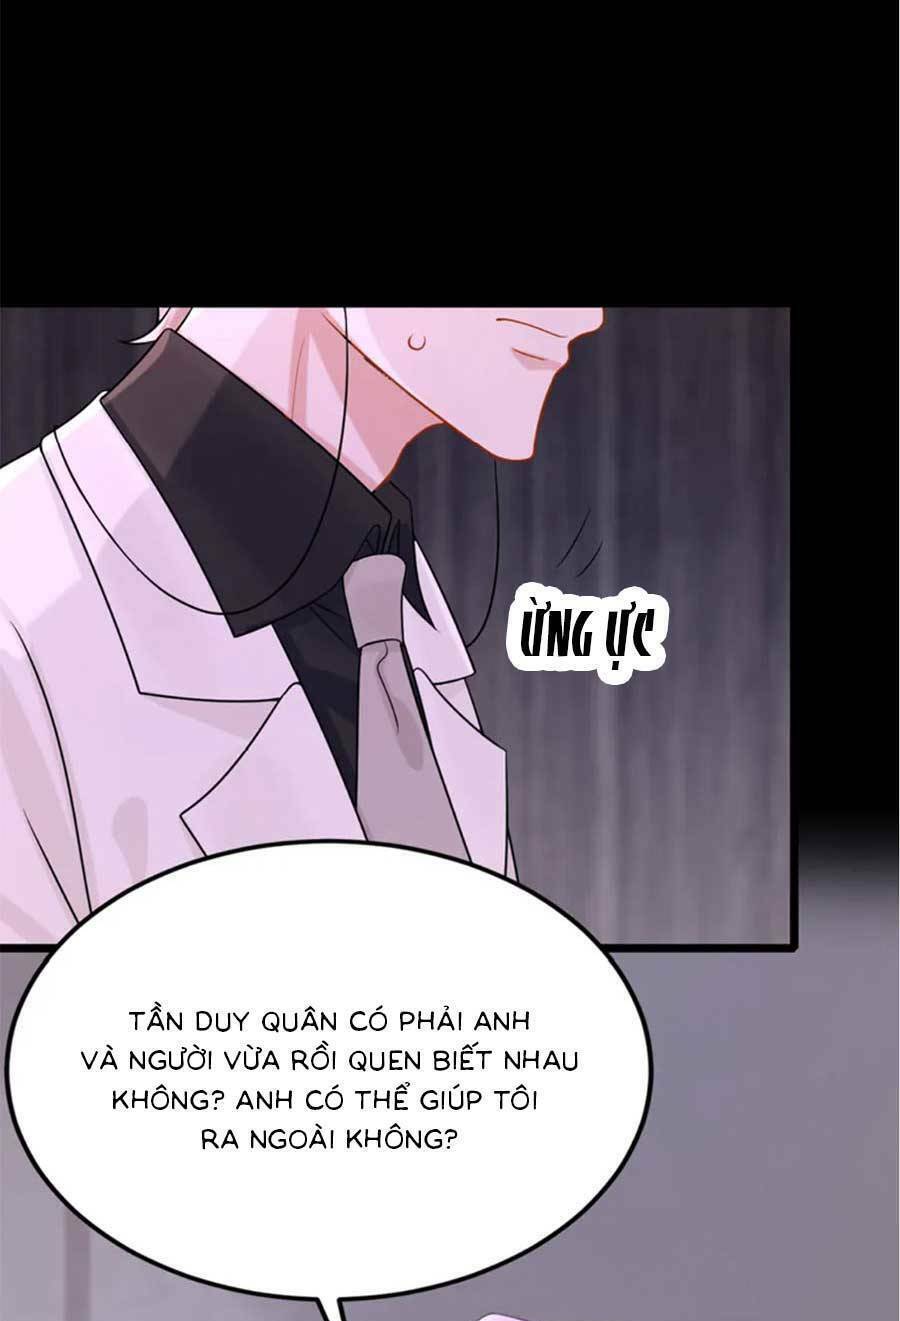 ỪNG ỰC
TẦN DUY QUÂN CÓ PHẢI ANH
VÀ NGƯỜI VỪA RỒI QUEN BIẾT NHAU
KHÔNG? ANH CÓ THỂ GIÚP TÔI
RA NGOÀI KHÔNG?